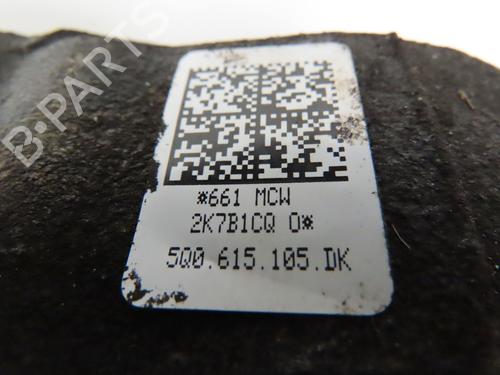 B-PARTS
*661 MCW
2K7B1CQ 0*
5Q0.615.105.DK